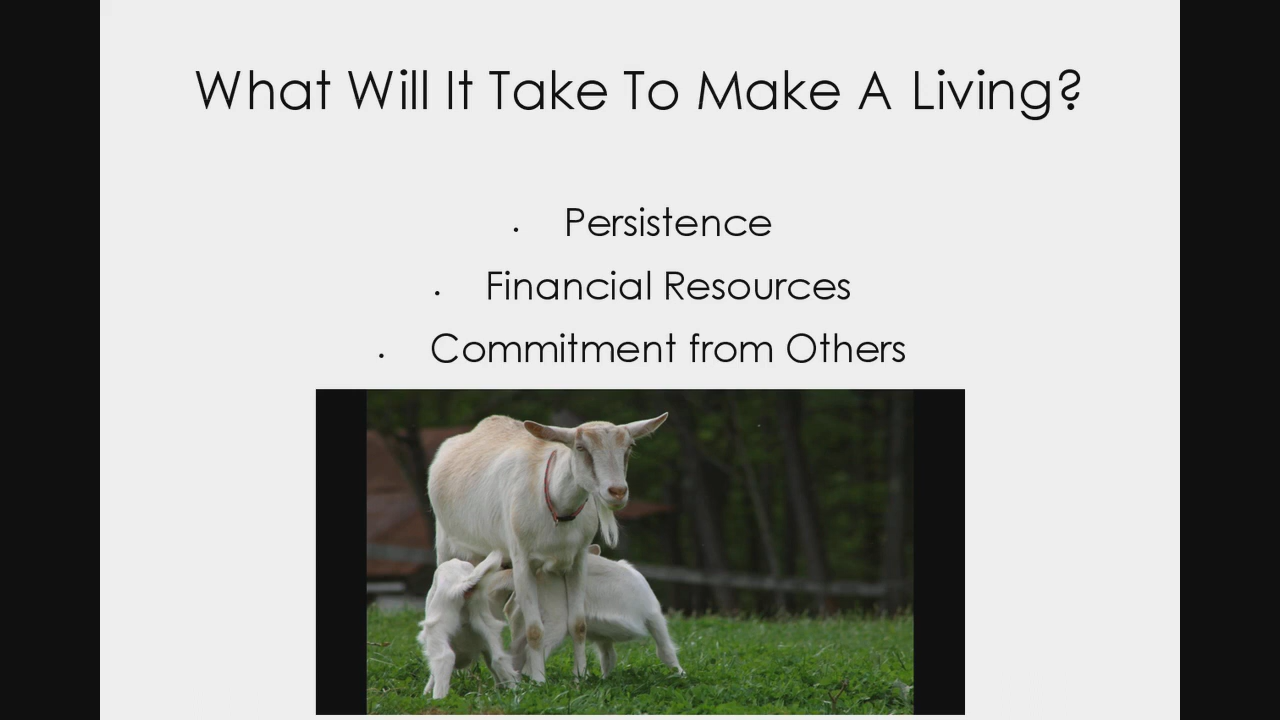 What Will It Take To Make A Living?
• Persistence
• Financial Resources
• Commitment from Others